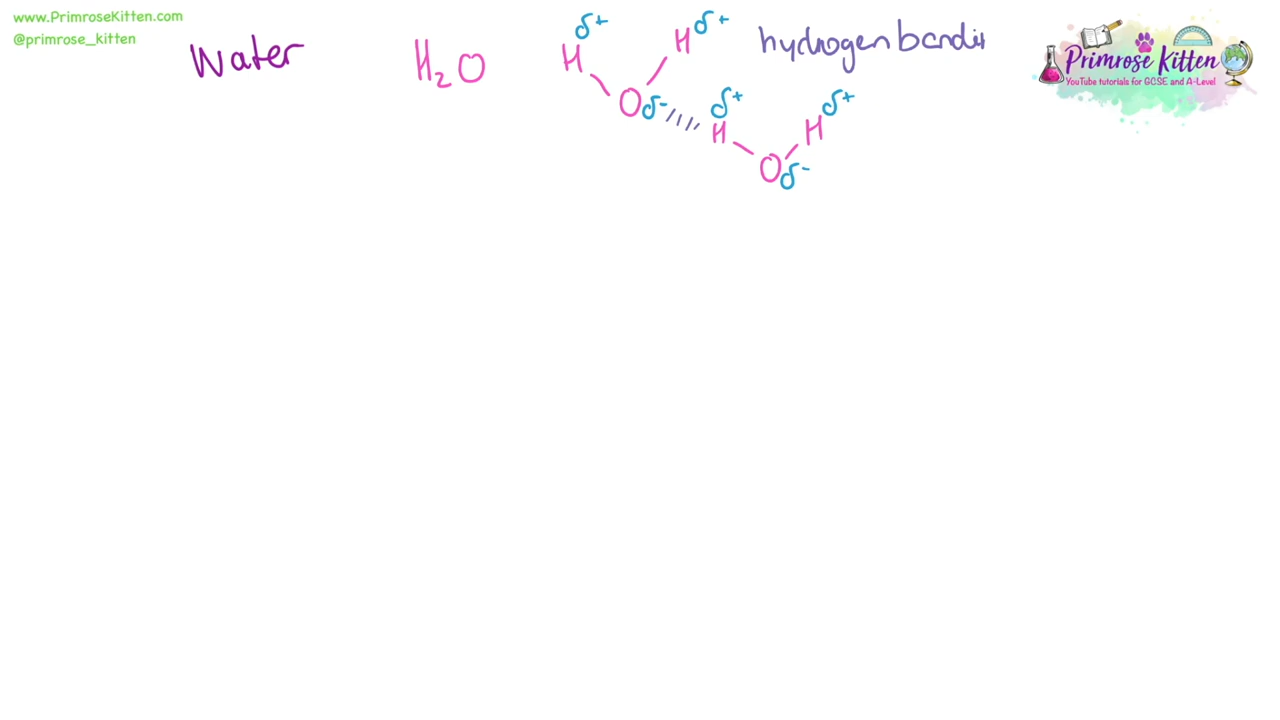 www.PrimroseKitten.com
@primrose_kitten
Water
H₂O
H δ+
H δ+
O δ-
H δ+
H δ+
O δ-
hydrogen bondi
Primrose Kitten
YouTube tutorials for GCSE and A-Level